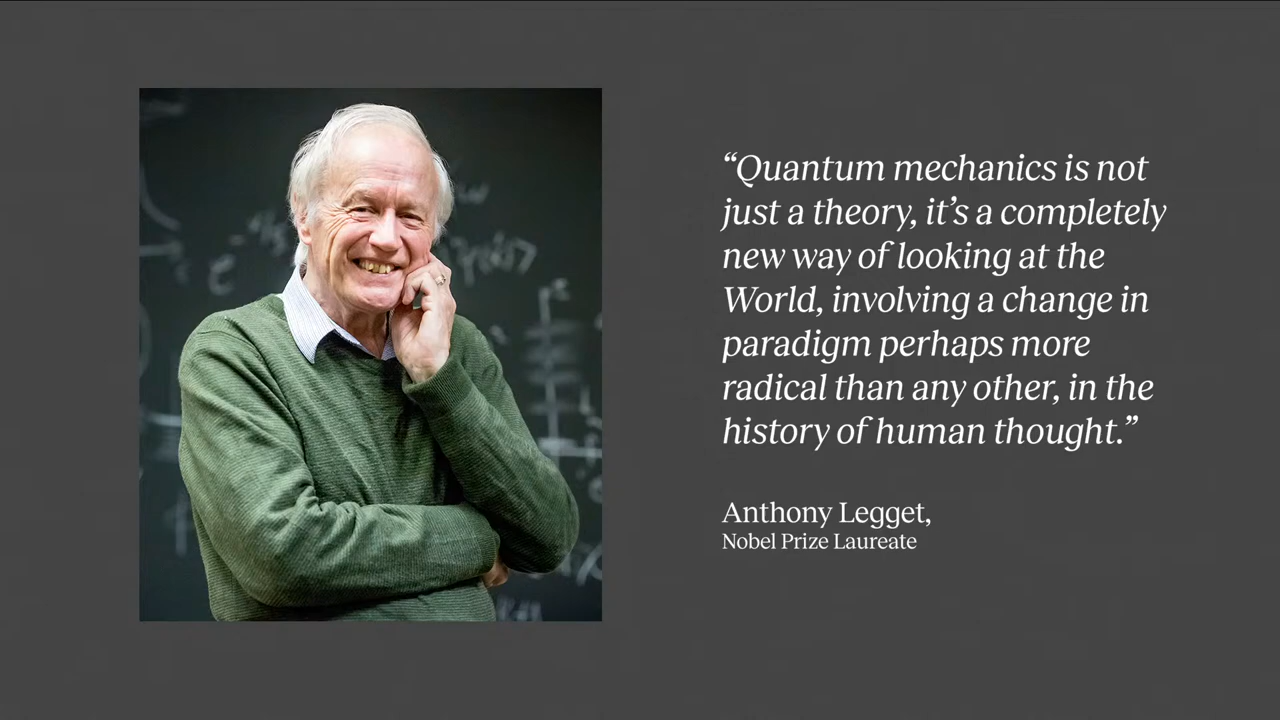 “Quantum mechanics is not
just a theory, it’s a completely
new way of looking at the
World, involving a change in
paradigm perhaps more
radical than any other, in the
history of human thought.”
Anthony Legget,
Nobel Prize Laureate